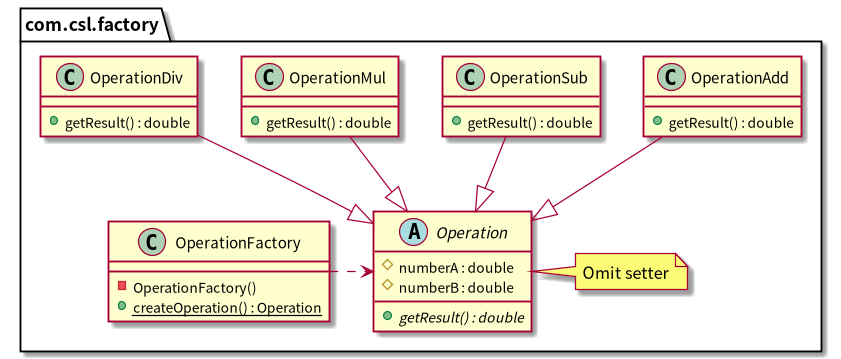 com.csl.factory
C OperationDiv
getResult() : double
C OperationMul
getResult() : double
C OperationSub
getResult() : double
C OperationAdd
getResult() : double
C OperationFactory
OperationFactory()
createOperation() : Operation
A Operation
numberA : double
numberB : double
getResult() : double
Omit setter